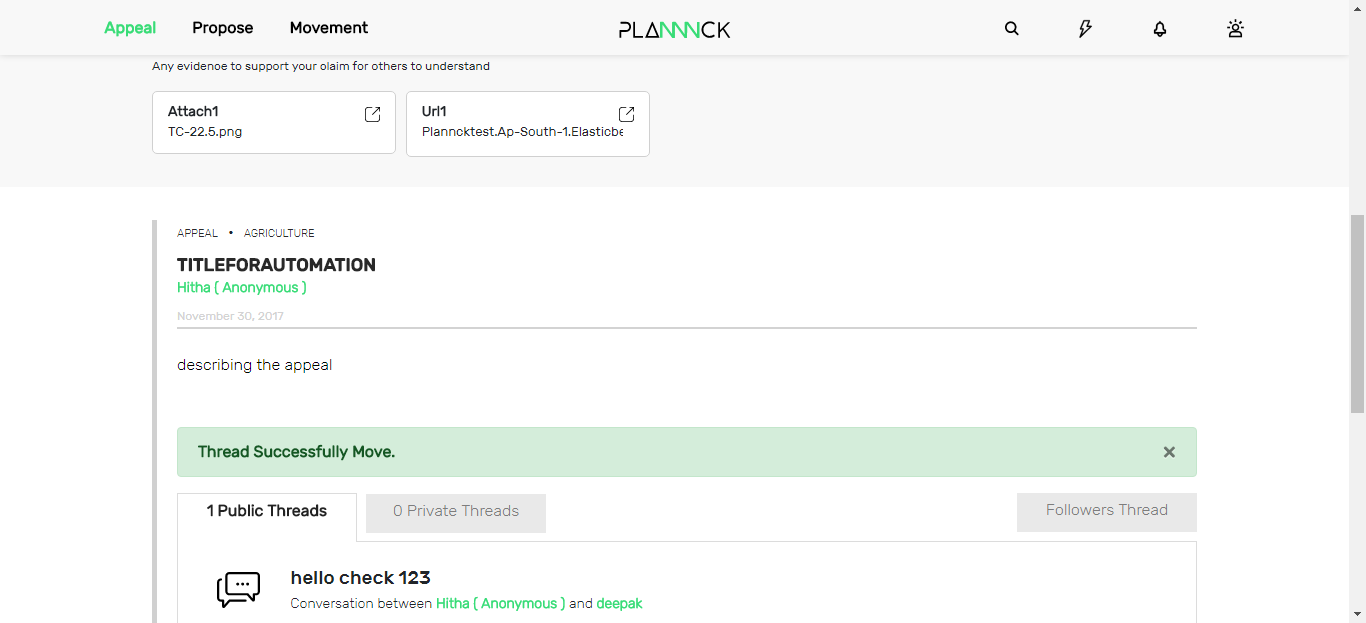 Appeal Propose Movement PLANNNCK
Any evidenoe to support your olaim for others to understand
Attach1
TC-22.5.png
Url1
Planncktest.Ap-South-1.Elasticbe
APPEAL • AGRICULTURE
TITLEFORAUTOMATION
Hitha ( Anonymous )
November 30, 2017
describing the appeal
Thread Successfully Move. ×
1 Public Threads 0 Private Threads Followers Thread
hello check 123
Conversation between Hitha ( Anonymous ) and deepak